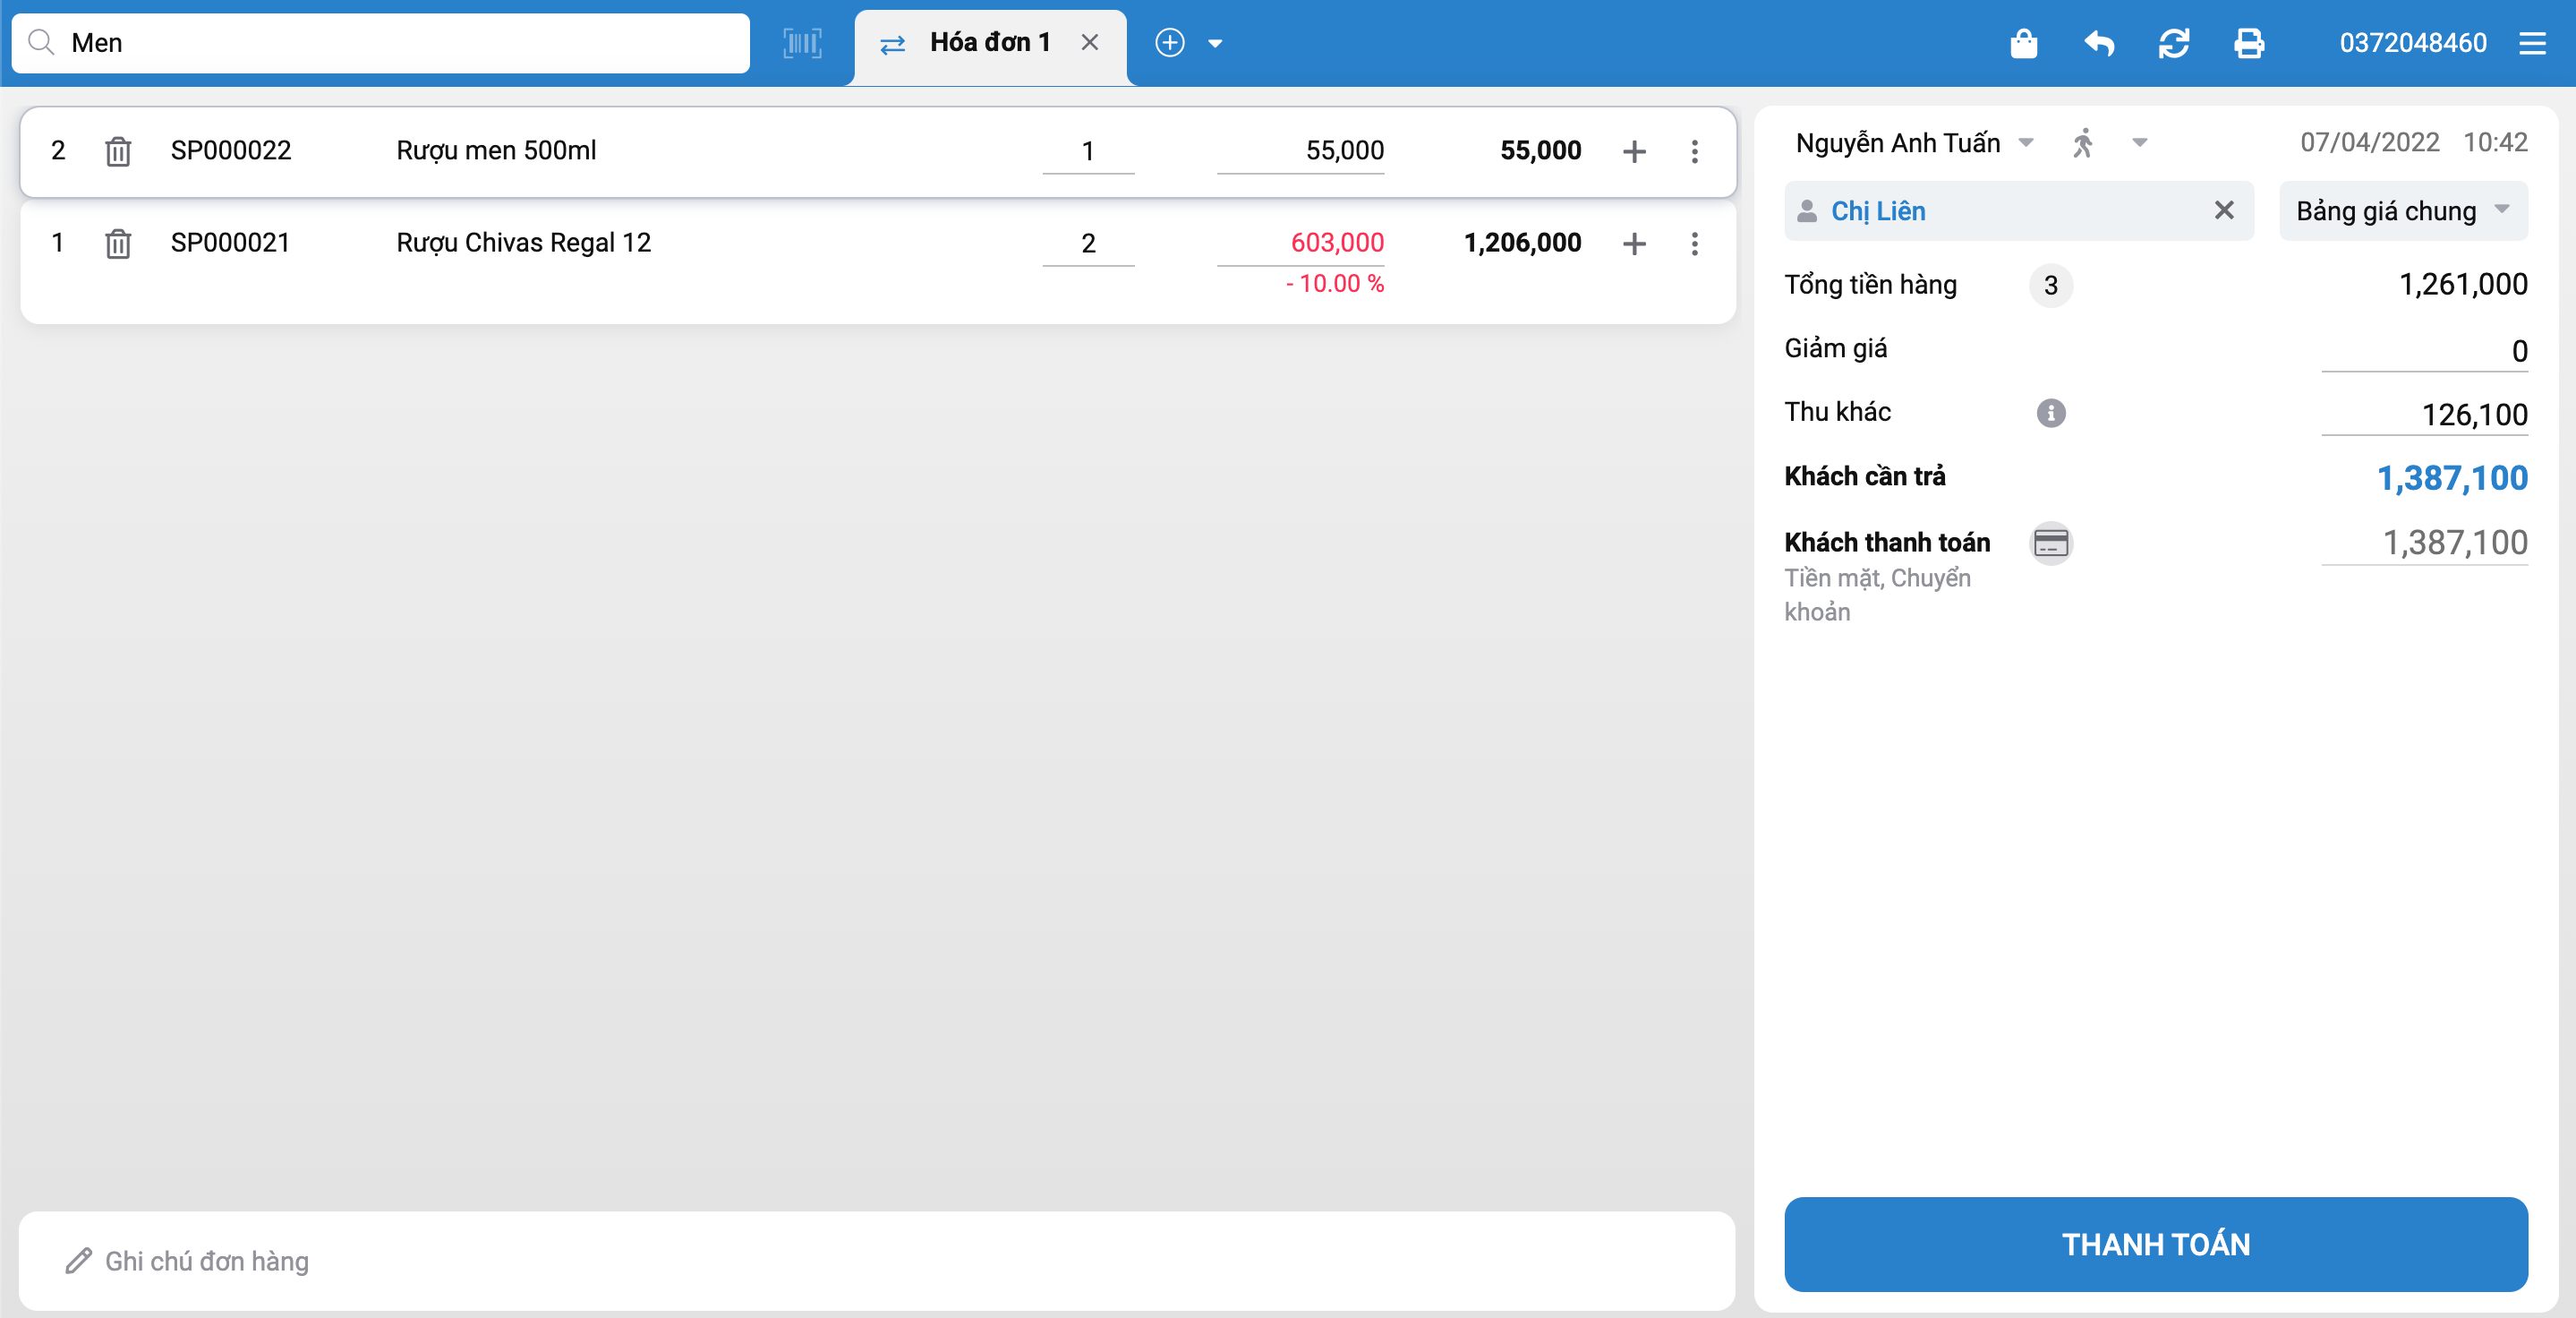 Men
Hóa đơn 1
0372048460
2 SP000022 Rượu men 500ml 1 55,000 55,000
1 SP000021 Rượu Chivas Regal 12 2 603,000 1,206,000
- 10.00 %
Ghi chú đơn hàng
Nguyễn Anh Tuấn 07/04/2022 10:42
Chị Liên Bảng giá chung
Tổng tiền hàng 3 1,261,000
Giảm giá 0
Thu khác 126,100
Khách cần trả 1,387,100
Khách thanh toán 1,387,100
Tiền mặt, Chuyển
khoản
THANH TOÁN